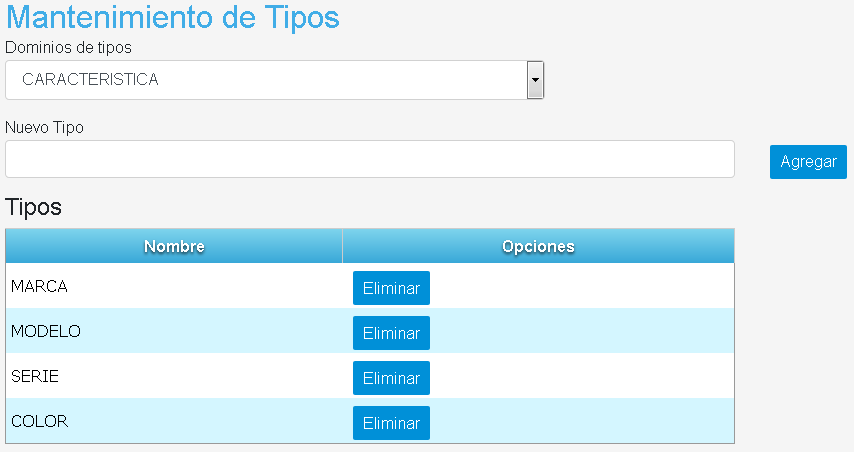 Mantenimiento de Tipos
Dominios de tipos
CARACTERISTICA
Nuevo Tipo
Agregar
Tipos
Nombre Opciones
MARCA Eliminar
MODELO Eliminar
SERIE Eliminar
COLOR Eliminar